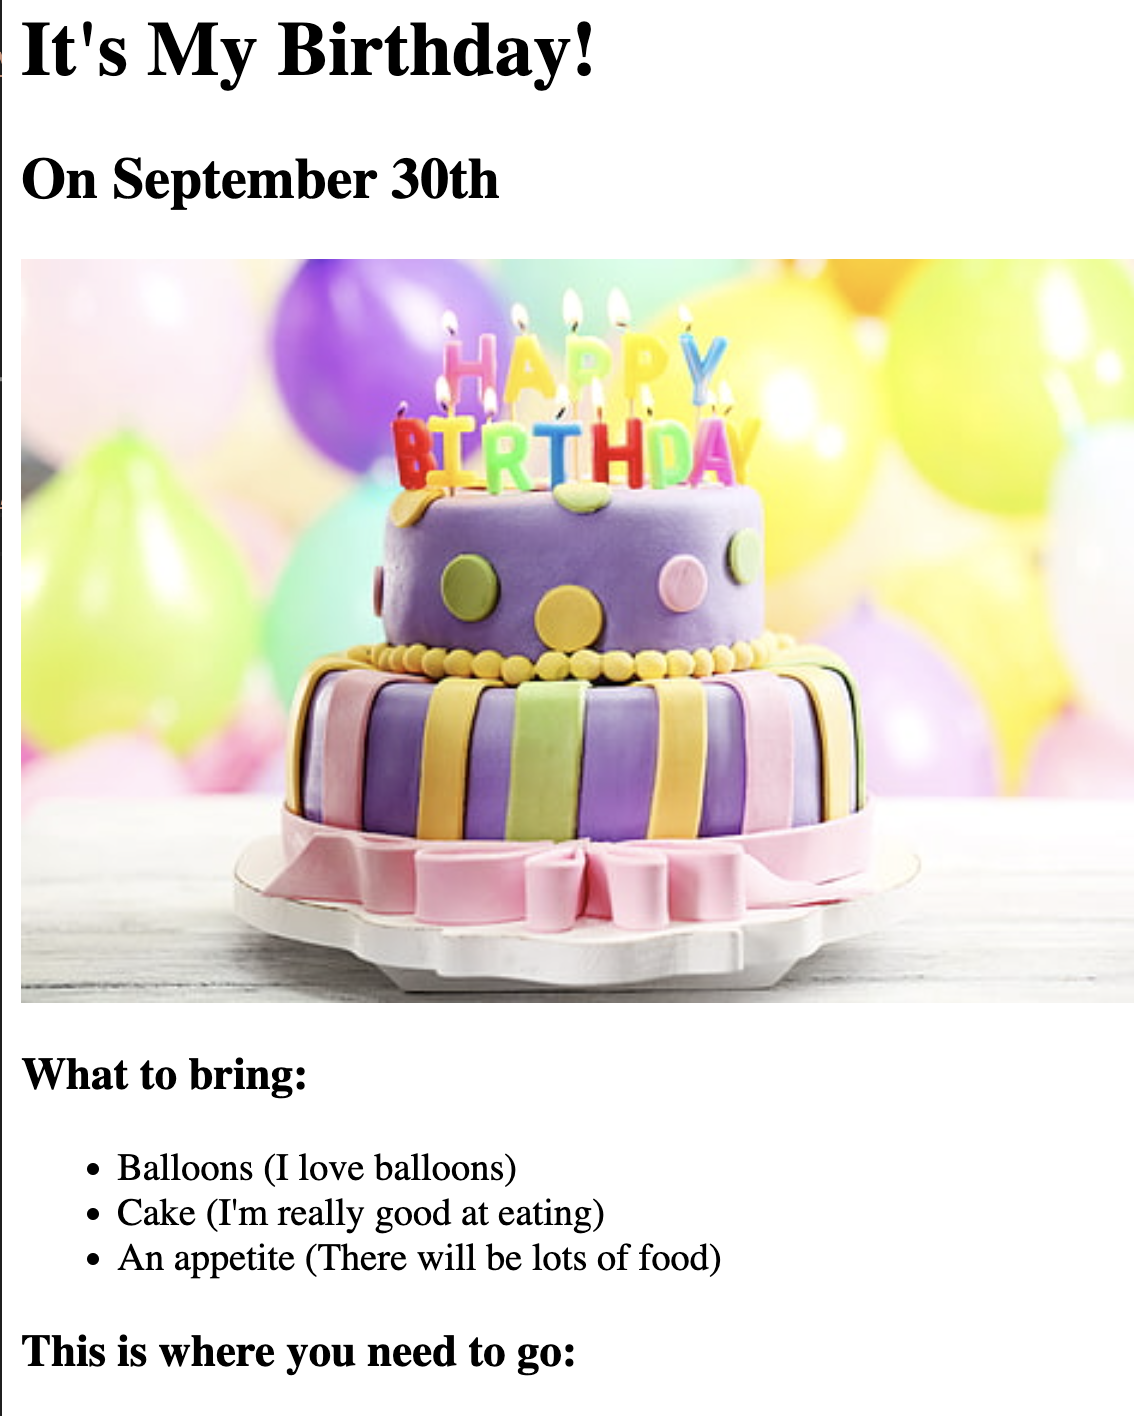 It's My Birthday!
On September 30th
HAPPY
BIRTHDAY
What to bring:
Balloons (I love balloons)
Cake (I'm really good at eating)
An appetite (There will be lots of food)
This is where you need to go: